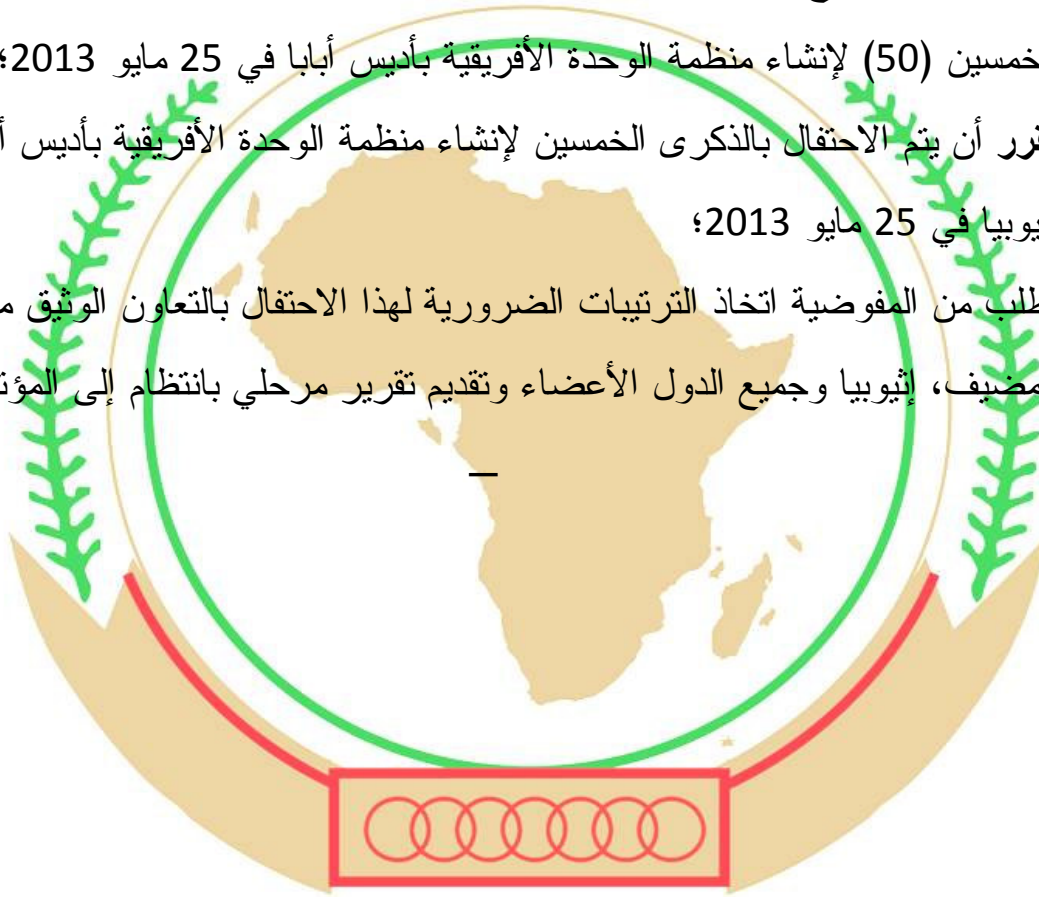 خمسين (50) لإنشاء منظمة الوحدة الأفريقية بأديس أبابا في 25 مايو 2013؛
أن يتم الاحتفال بالذكرى الخمسين لإنشاء منظمة الوحدة الأفريقية بأديس
في 25 مايو 2013؛
من المفوضية اتخاذ الترتيبات الضرورية لهذا الاحتفال بالتعاون الوثيق
إثيوبيا وجميع الدول الأعضاء وتقديم تقرير مرحلي بانتظام إلى